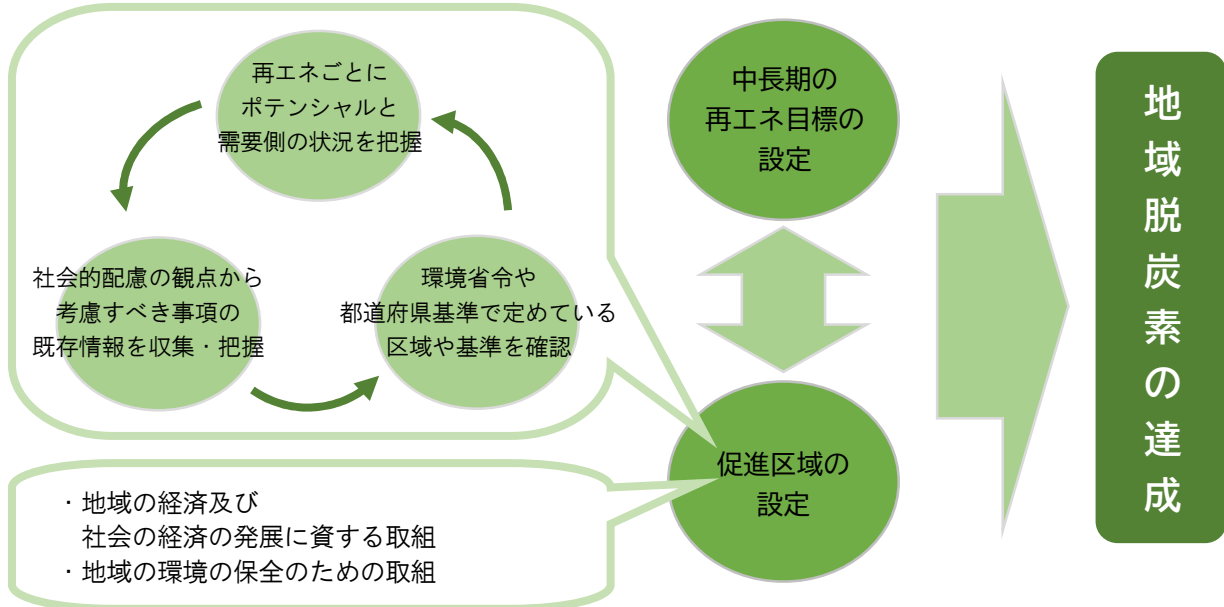 再エネごとに
ポテンシャルと
需要側の状況を把握
社会的配慮の観点から
考慮すべき事項の
既存情報を収集・把握
環境省令や
都道府県基準で定めている
区域や基準を確認
・地域の経済及び
社会の経済の発展に資する取組
・地域の環境の保全のための取組
中長期の
再エネ目標の
設定
促進区域の
設定
地域脱炭素の達成